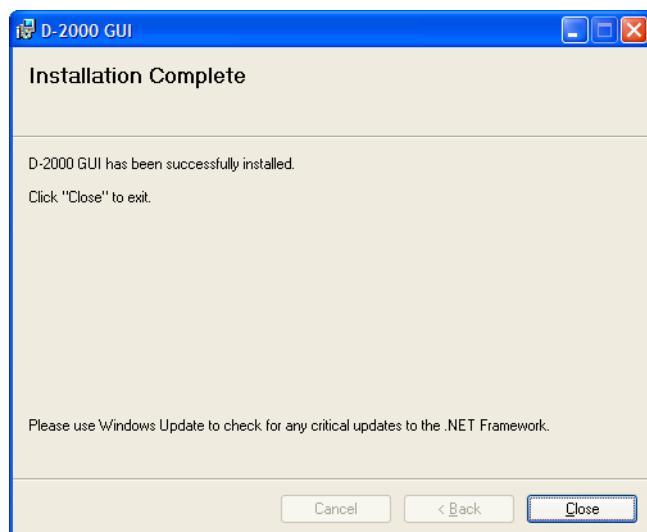 D-2000 GUI
Installation Complete
D-2000 GUI has been successfully installed.
Click "Close" to exit.
Please use Windows Update to check for any critical updates to the .NET Framework.
Cancel
< Back
Close